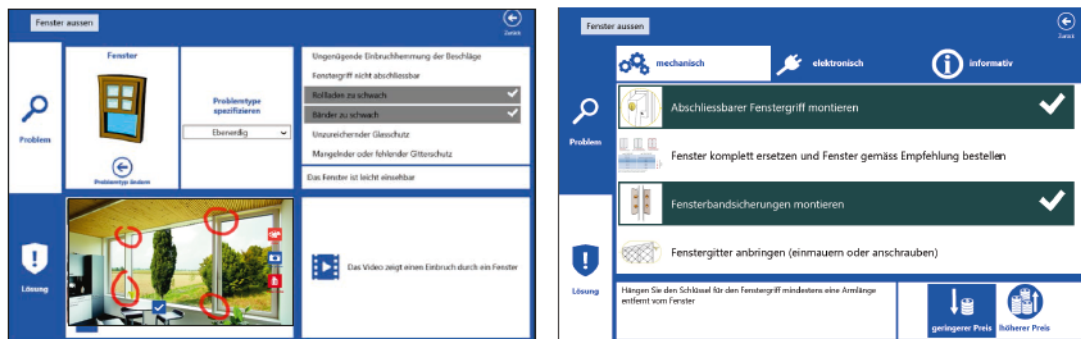 Fenster aussen
Zurück
Problem
Fenster
Problemtyp ändern
Problemtype
spezifizieren
Ebenerdig
Ungenügende Einbruchhemmung der Beschläge
Fenstergriff nicht abschliessbar
Rollladen zu schwach
Bänder zu schwach
Unzureichender Glasschutz
Mangelnder oder fehlender Gitterschutz
Das Fenster ist leicht einsehbar
Lösung
Das Video zeigt einen Einbruch durch ein Fenster
Fenster aussen
Zurück
mechanisch
elektronisch
informativ
Problem
Abschliessbarer Fenstergriff montieren
Fenster komplett ersetzen und Fenster gemäss Empfehlung bestellen
Fensterbandsicherungen montieren
Fenstergitter anbringen (einmauern oder anschrauben)
Lösung
Hängen Sie den Schlüssel für den Fenstergriff mindestens eine Armlänge
entfernt vom Fenster
geringerer Preis
höherer Preis